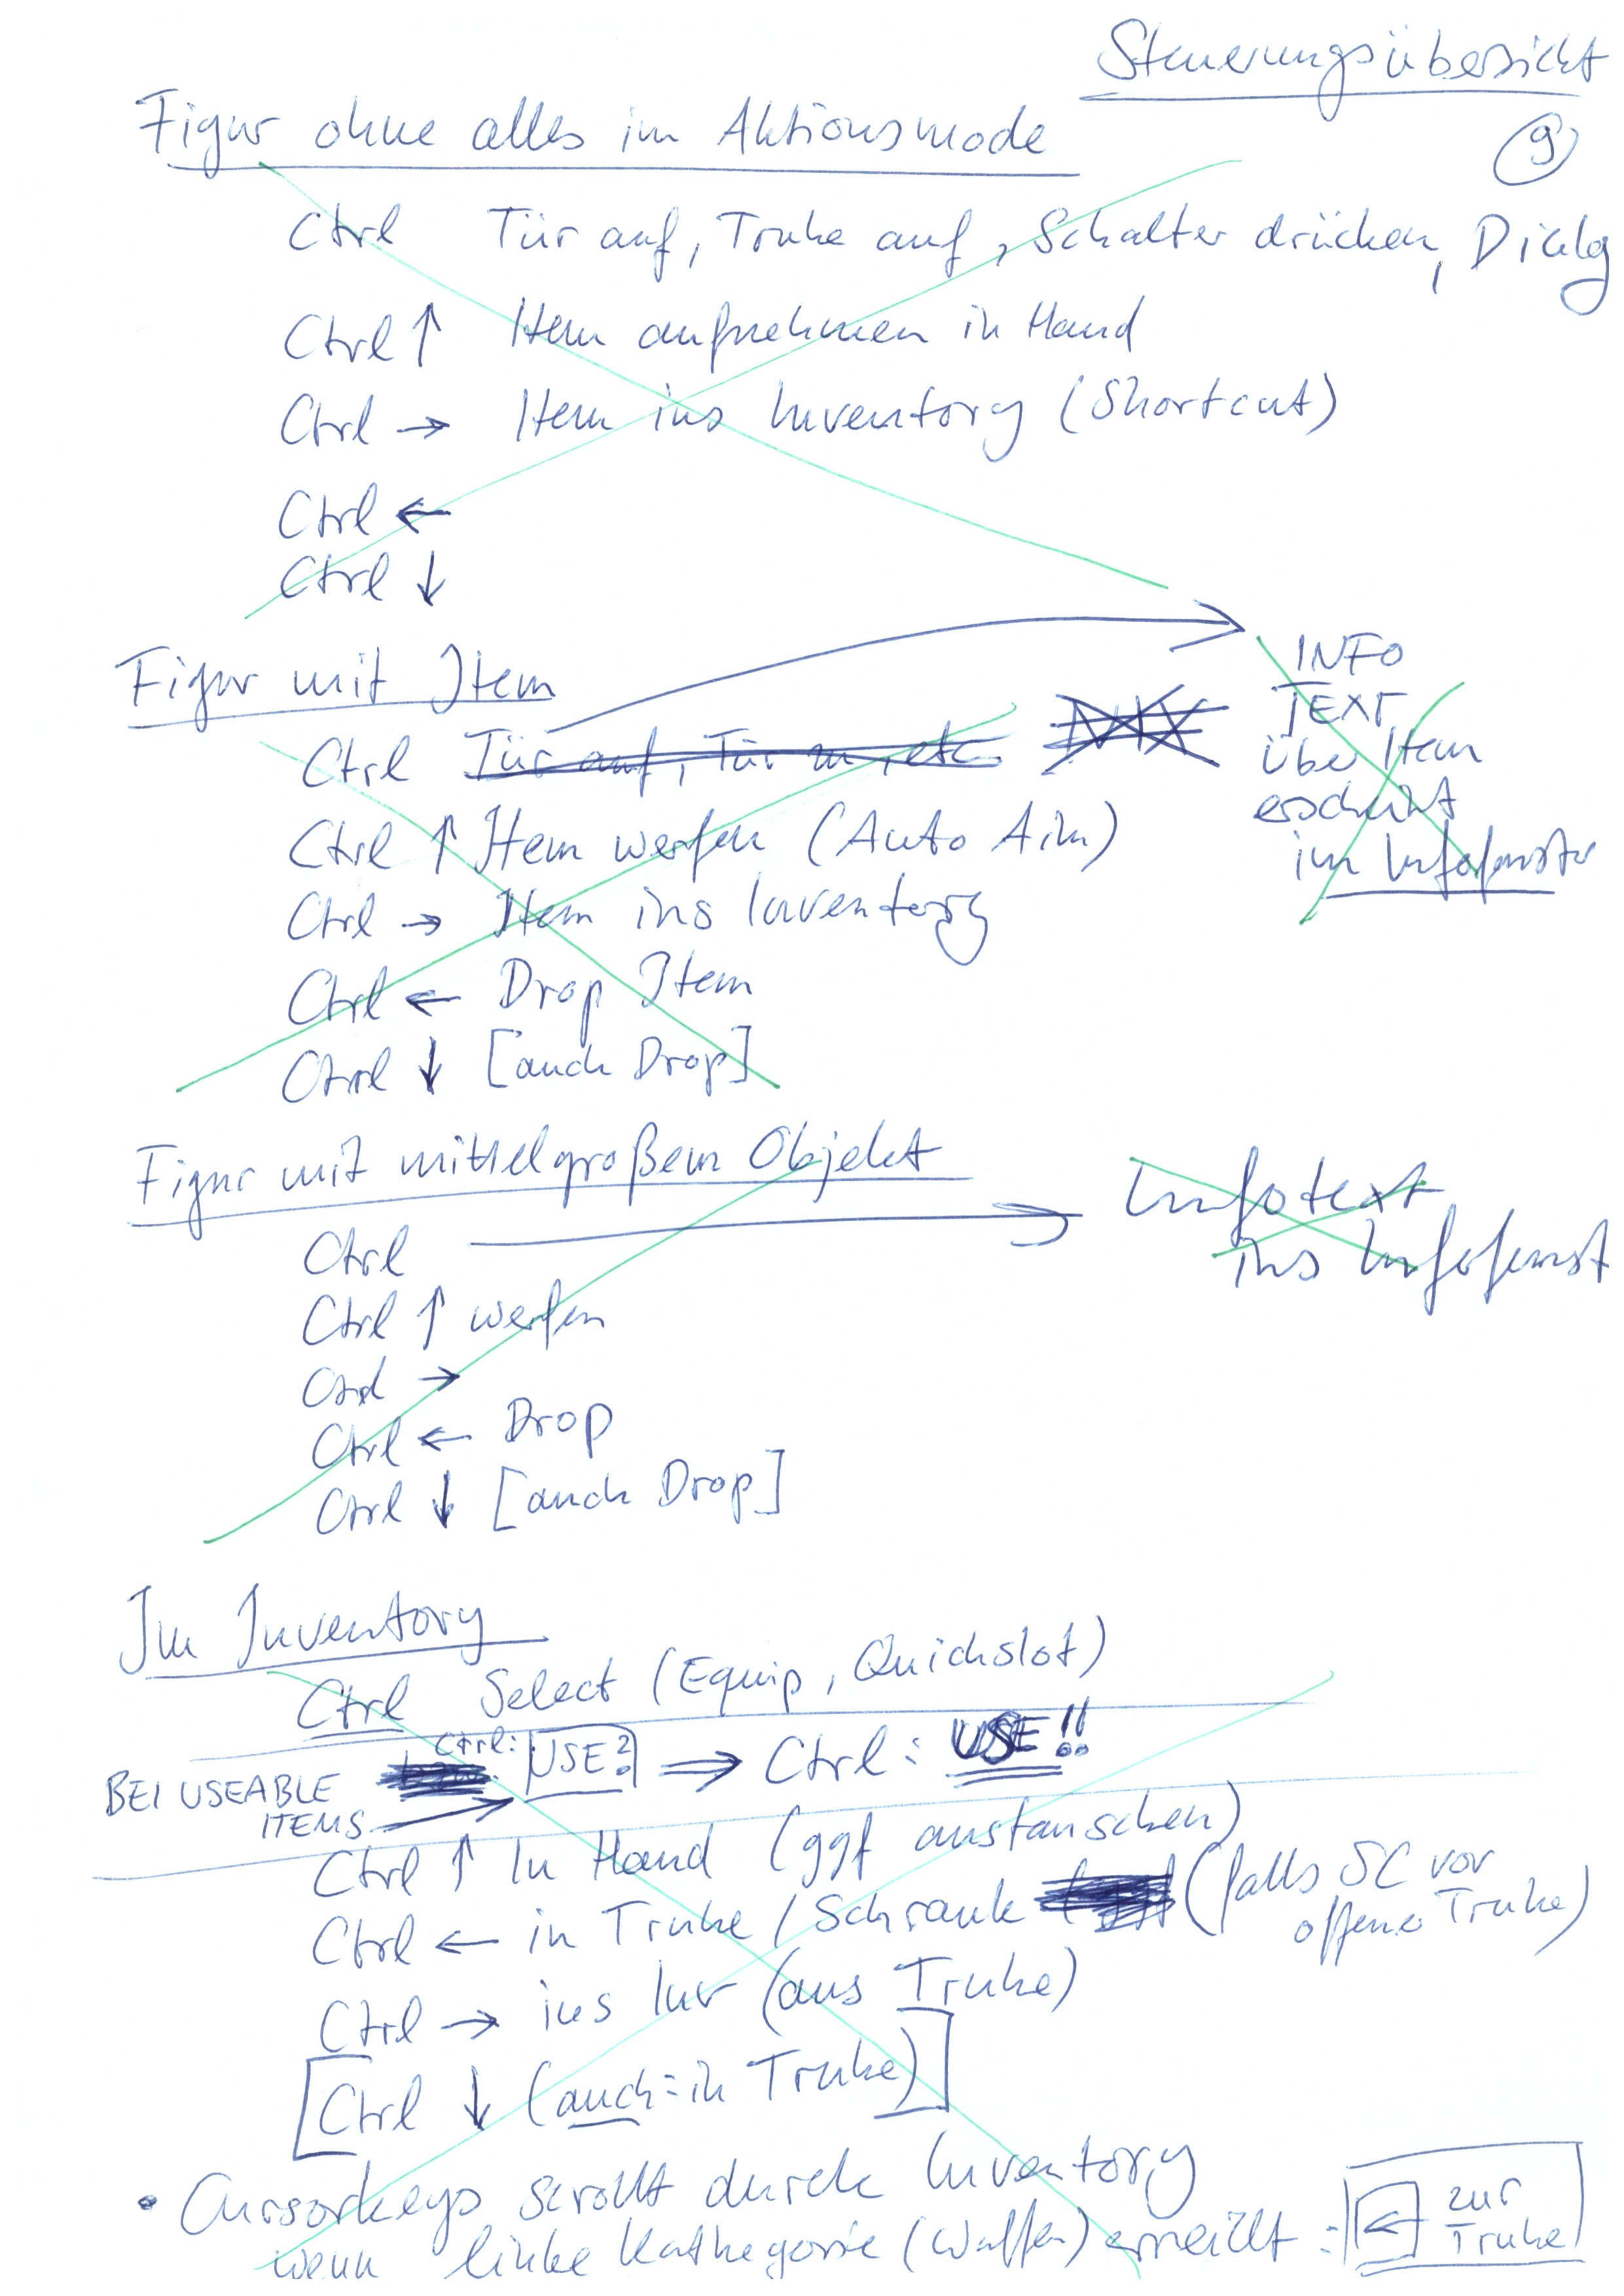 Steuerungsübersicht
9
Figur ohne alles im Aktionsmode
Ctrl Tür auf, Truhe auf, Schalter drücken, Dialg
Ctrl ↑ Item aufnehmen in Hand
Ctrl → Item ins Inventory (Shortcut)
Ctrl ←
Ctrl ↓
Figur mit Item
Ctrl Tür auf, Tür zu, etc. NIX
INFO
TEXT
über Item
erscheint
im Infofenster
Ctrl ↑ Item werfen (Auto Aim)
Ctrl → Item ins Inventory
Ctrl ← Drop Item
Ctrl ↓ [auch Drop]
Figur mit mittelgroßem Objekt
Ctrl → Infotext
ins Infofenst
Ctrl ↑ werfen
Ctrl →
Ctrl ← Drop
Ctrl ↓ [auch Drop]
Im Inventory
Ctrl Select (Equip, Quickslot)
BEI USEABLE
ITEMS →
Ctrl: USE? ⇒ Ctrl: USE!!
Ctrl ↑ In Hand (ggf austauschen)
Ctrl ← in Truhe / Schrank (falls SC vor
offener Truhe)
Ctrl → ins Inv (aus Truhe)
[Ctrl ↓ (auch = in Truhe)]
• Cursorkeys scrollt durch Inventory
wenn linke Kathegorie (Waffen) erreicht = ← zur
Truhe